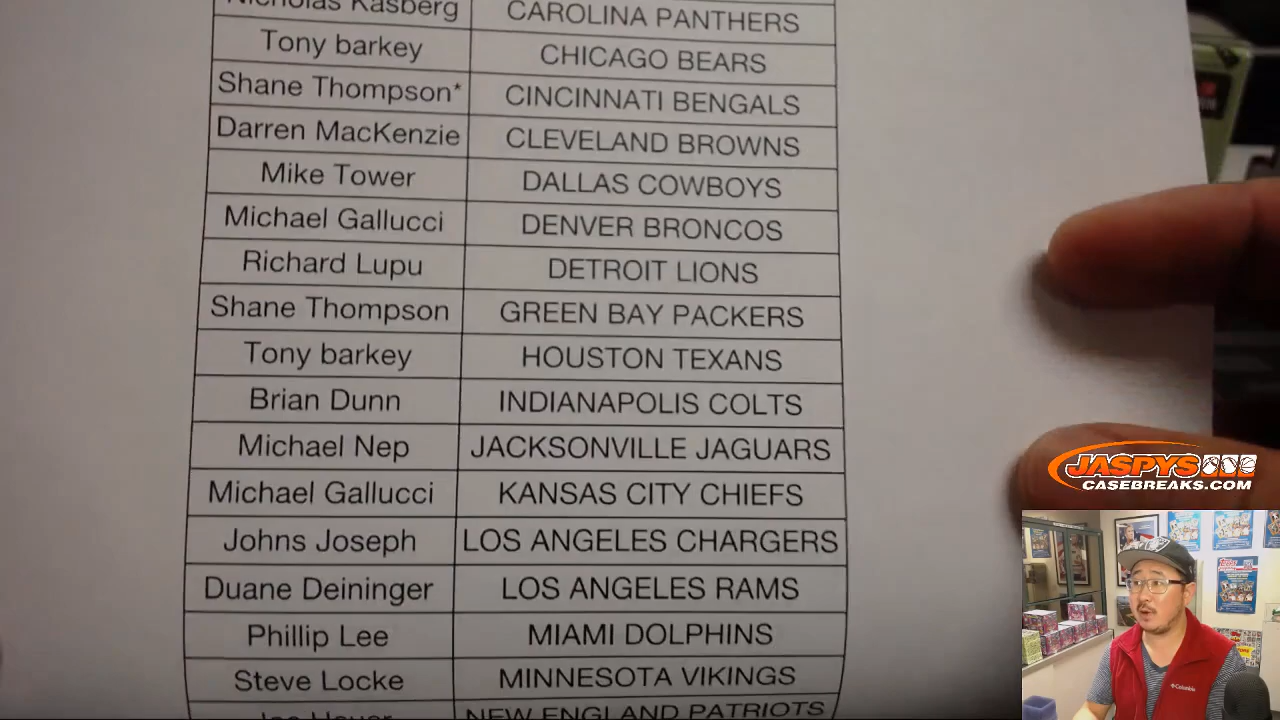 Nicholas Kasberg CAROLINA PANTHERS
Tony barkey CHICAGO BEARS
Shane Thompson* CINCINNATI BENGALS
Darren MacKenzie CLEVELAND BROWNS
Mike Tower DALLAS COWBOYS
Michael Gallucci DENVER BRONCOS
Richard Lupu DETROIT LIONS
Shane Thompson GREEN BAY PACKERS
Tony barkey HOUSTON TEXANS
Brian Dunn INDIANAPOLIS COLTS
Michael Nep JACKSONVILLE JAGUARS
Michael Gallucci KANSAS CITY CHIEFS
Johns Joseph LOS ANGELES CHARGERS
Duane Deininger LOS ANGELES RAMS
Phillip Lee MIAMI DOLPHINS
Steve Locke MINNESOTA VIKINGS
NEW ENGLAND PATRIOTS
JASPYS
CASEBREAKS.COM
Columbia